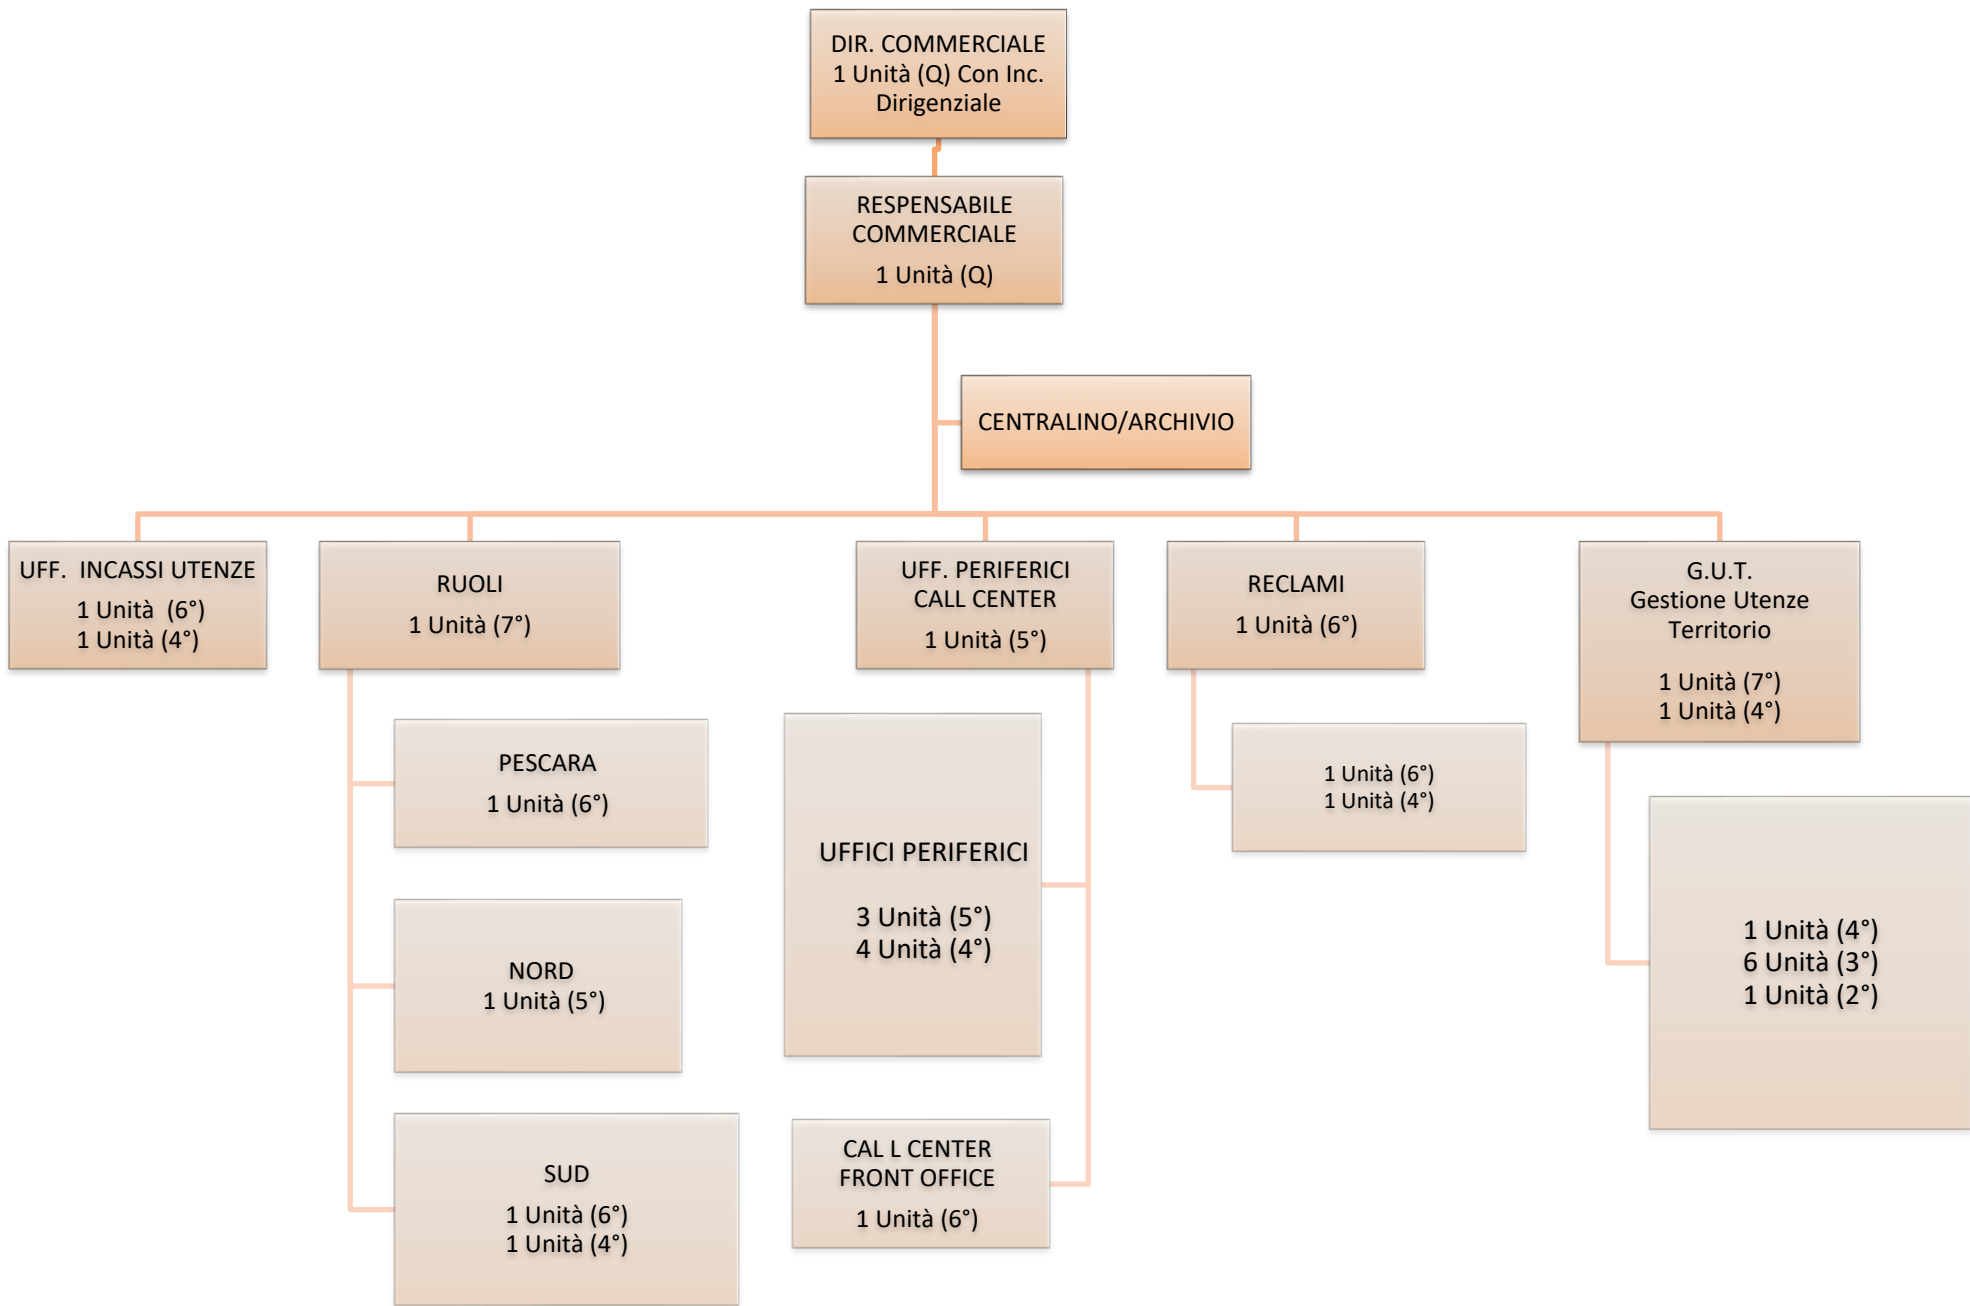 DIR. COMMERCIALE
1 Unità (Q) Con Inc.
Dirigenziale
RESPENSABILE
COMMERCIALE
1 Unità (Q)
CENTRALINO/ARCHIVIO
UFF. INCASSI UTENZE
1 Unità (6°)
1 Unità (4°)
RUOLI
1 Unità (7°)
PESCARA
1 Unità (6°)
NORD
1 Unità (5°)
SUD
1 Unità (6°)
1 Unità (4°)
UFF. PERIFERICI
CALL CENTER
1 Unità (5°)
UFFICI PERIFERICI
3 Unità (5°)
4 Unità (4°)
CAL L CENTER
FRONT OFFICE
1 Unità (6°)
RECLAMI
1 Unità (6°)
1 Unità (6°)
1 Unità (4°)
G.U.T.
Gestione Utenze
Territorio
1 Unità (7°)
1 Unità (4°)
1 Unità (4°)
6 Unità (3°)
1 Unità (2°)